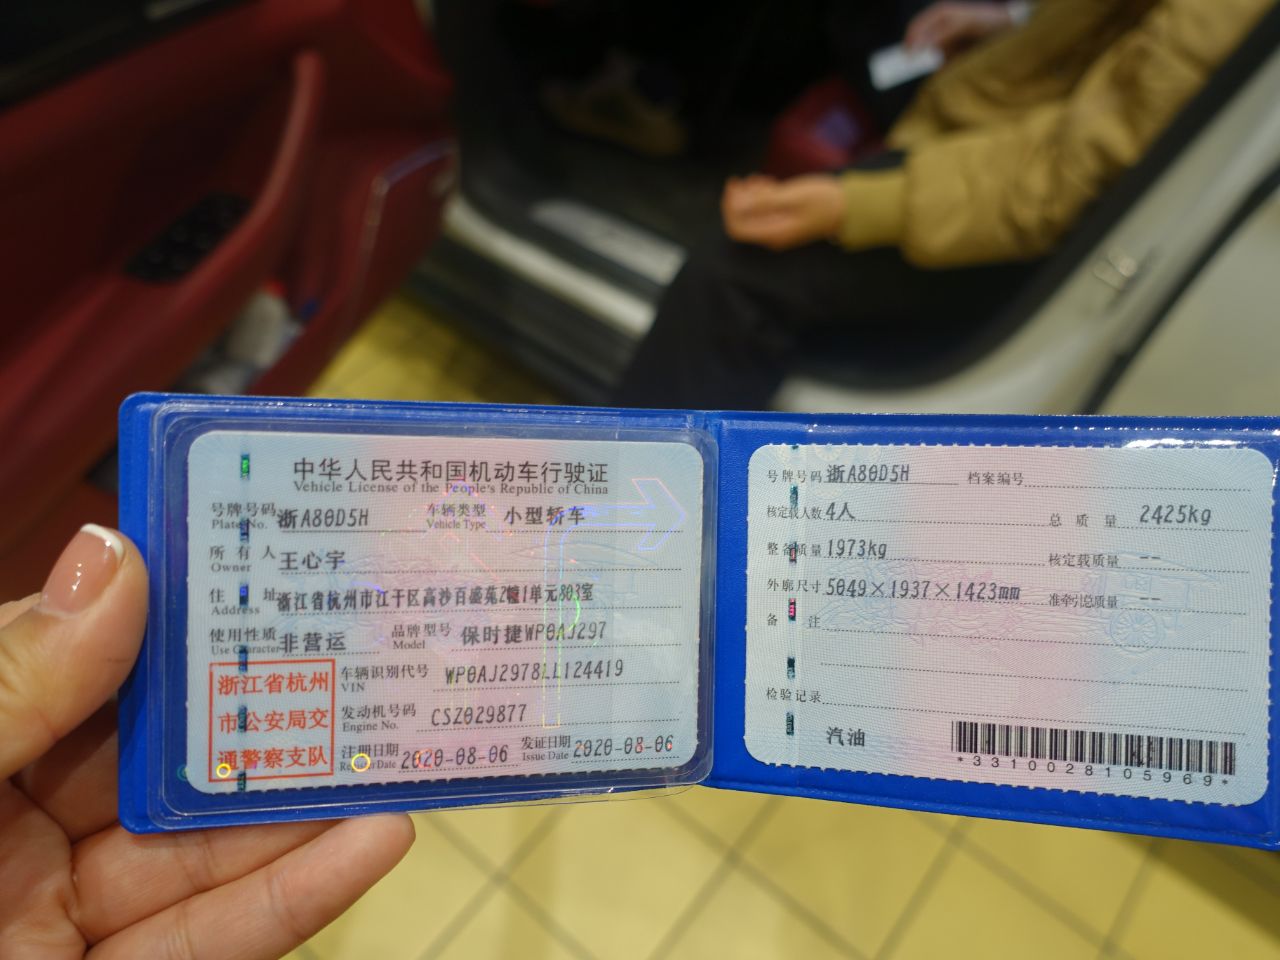 中华人民共和国机动车行驶证
Vehicle License of the People's Republic of China
号牌号码 浙A80D5H 车辆类型 小型轿车
Plate No. Vehicle Type
所有人 王心宇
Owner
住址 浙江省杭州市江干区高沙百盛苑2幢1单元803室
Address
使用性质 非营运 品牌型号 保时捷WP0AJ297
Use Character Model
浙江省杭州
市公安局交
通警察支队
车辆识别代号 WP0AJ2978LL124419
VIN
发动机号码 CSZ029877
Engine No.
注册日期 2020-08-06 发证日期 2020-08-06
Register Date Issue Date
号牌号码 浙A80D5H 档案编号
核定载人数 4人 总质量 2425kg
整备质量 1973kg 核定载质量 --
外廓尺寸 5049×1937×1423mm 准牵引总质量 --
备注
检验记录
汽油
*3310028105969*